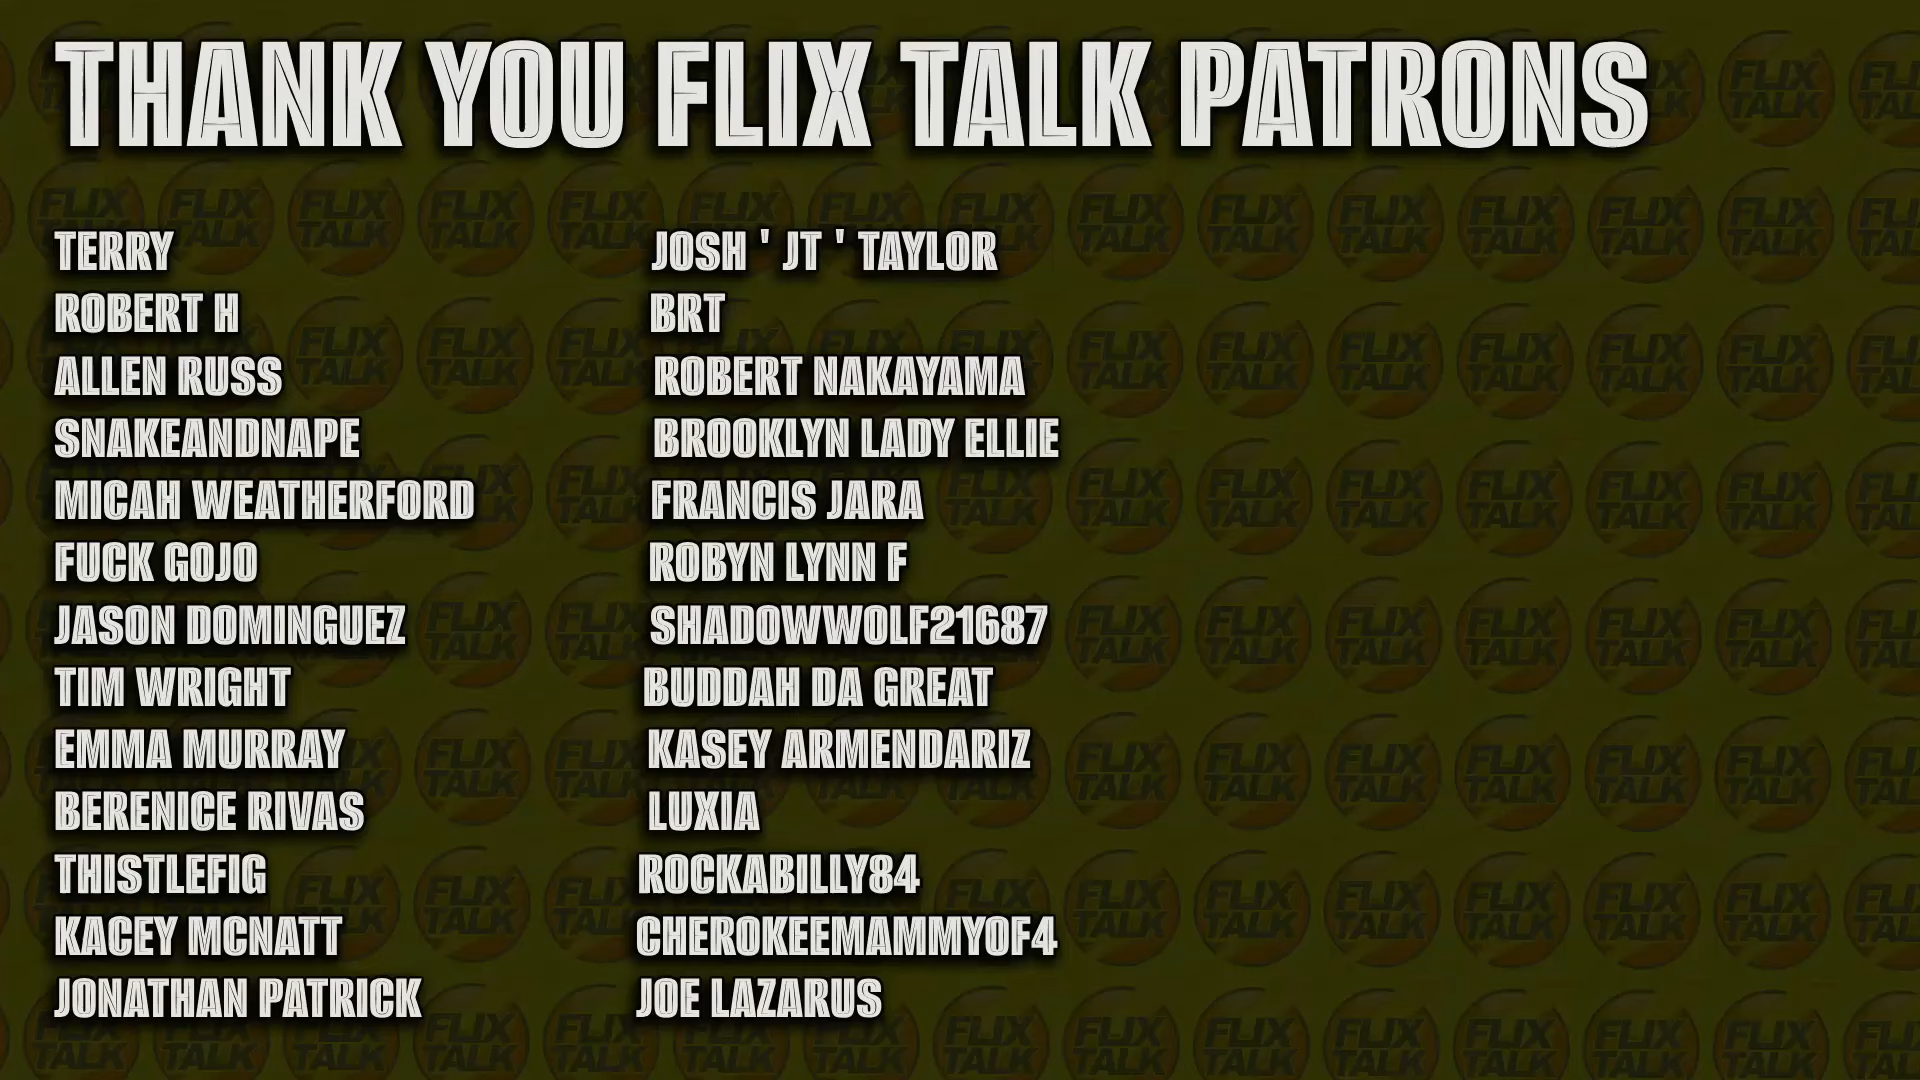 THANK YOU FLIX TALK PATRONS
TERRY
ROBERT H
ALLEN RUSS
SNAKEANDNAPE
MICAH WEATHERFORD
FUCK GOJO
JASON DOMINGUEZ
TIM WRIGHT
EMMA MURRAY
BERENICE RIVAS
THISTLEFIG
KACEY MCNATT
JONATHAN PATRICK
JOSH ' JT ' TAYLOR
BRT
ROBERT NAKAYAMA
BROOKLYN LADY ELLIE
FRANCIS JARA
ROBYN LYNN F
SHADOWWOLF21687
BUDDAH DA GREAT
KASEY ARMENDARIZ
LUXIA
ROCKABILLY84
CHEROKEEMAMMYOF4
JOE LAZARUS
FLIX
TALK